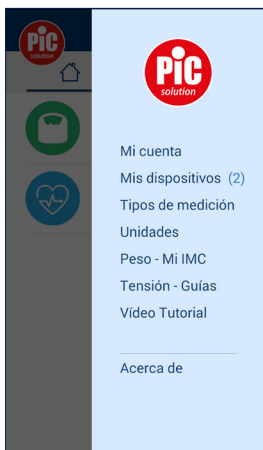 PiC
solution
PiC
solution
Mi cuenta
Mis dispositivos (2)
Tipos de medición
Unidades
Peso - Mi IMC
Tensión - Guías
Vídeo Tutorial
Acerca de